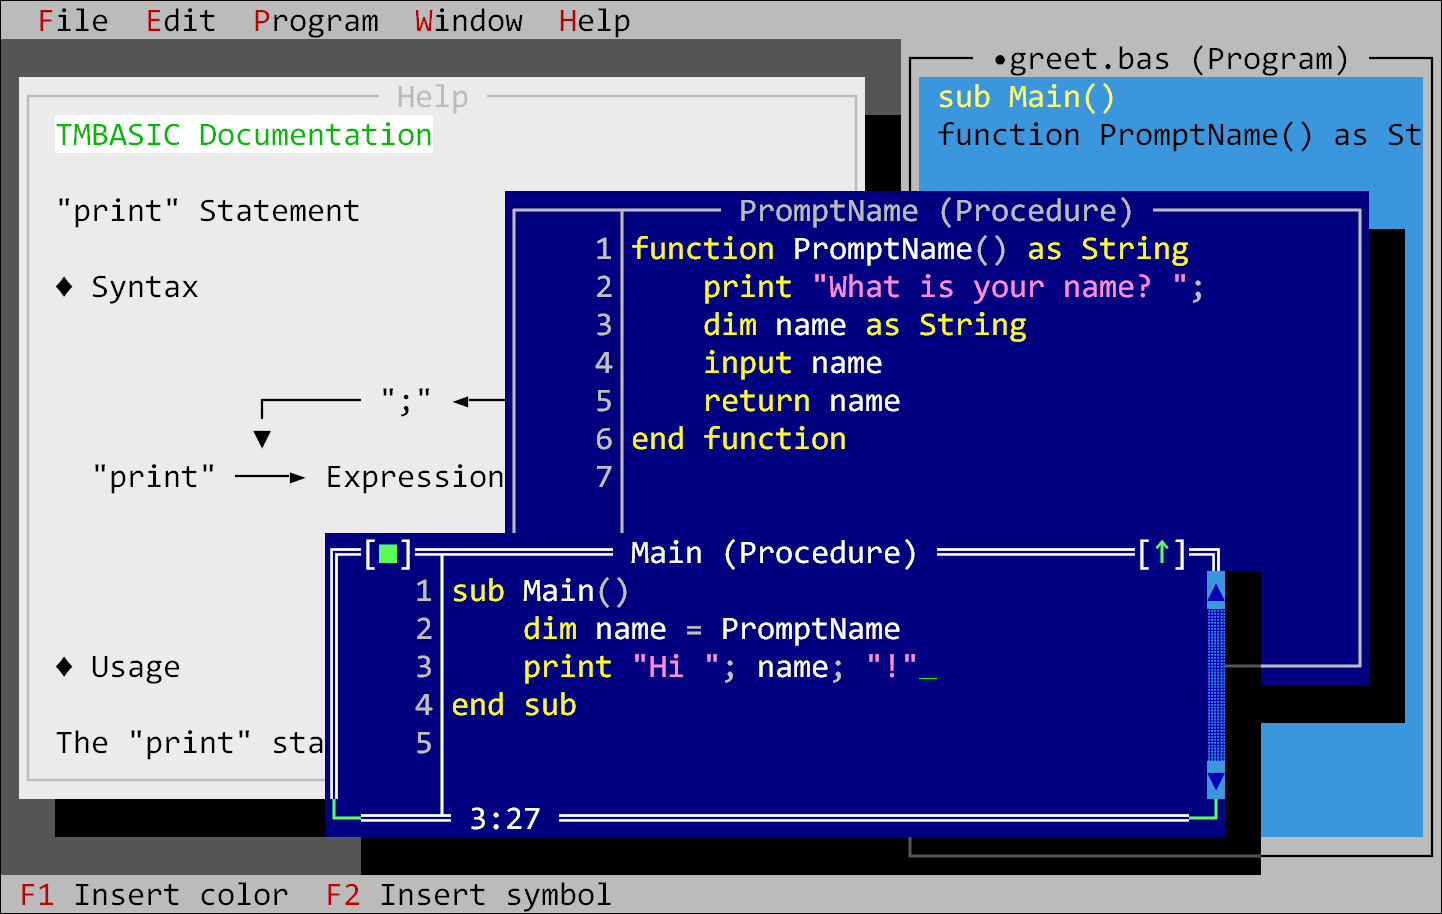 File Edit Program Window Help
Help
TMBASIC Documentation
"print" Statement
♦ Syntax
";"
"print" Expression
♦ Usage
The "print" sta
•greet.bas (Program)
sub Main()
function PromptName() as St
PromptName (Procedure)
1 function PromptName() as String
2 print "What is your name? ";
3 dim name as String
4 input name
5 return name
6 end function
7
[■] Main (Procedure) [↑]
1 sub Main()
2 dim name = PromptName
3 print "Hi "; name; "!"_
4 end sub
5
3:27
F1 Insert color F2 Insert symbol